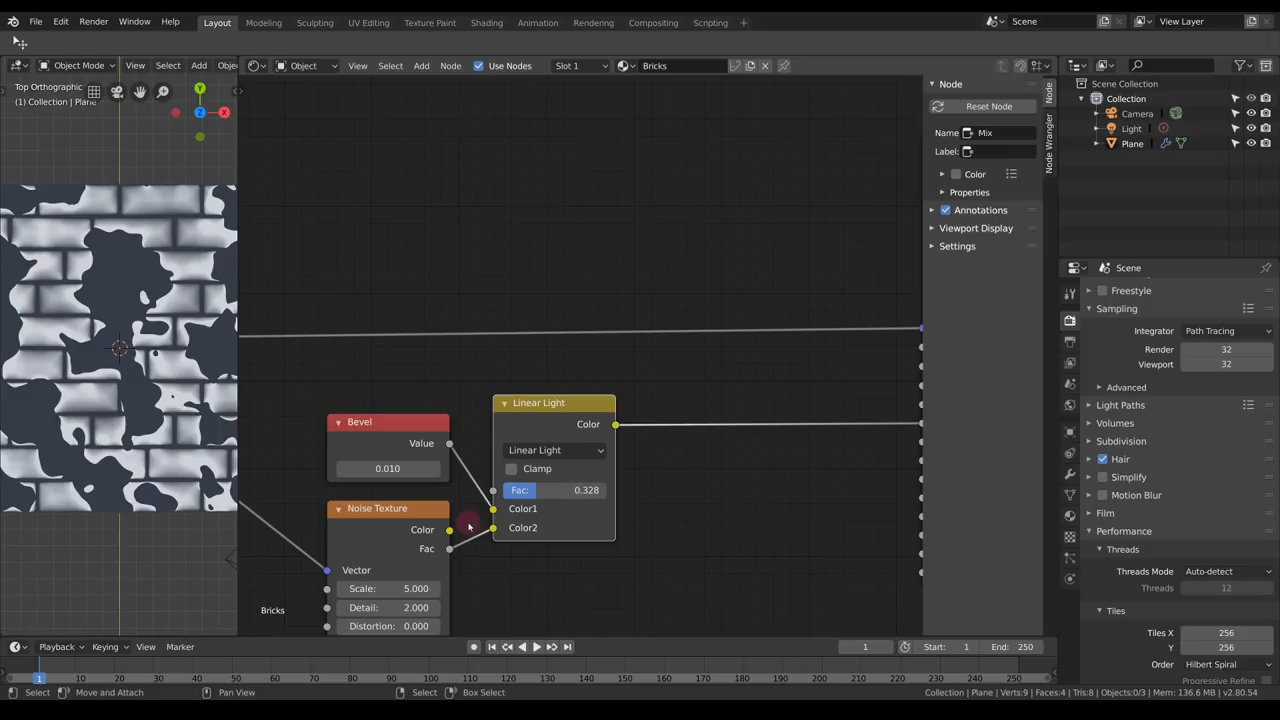 File Edit Render Window Help Layout Modeling Sculpting UV Editing Texture Paint Shading Animation Rendering Compositing Scripting + Scene View Layer
Object Mode View Select Add Obje Object View Select Add Node Use Nodes Slot 1 Bricks
Top Orthographic
(1) Collection | Plane
Y
Z X
Node
Reset Node
Name Mix
Label:
Color
Properties
Annotations
Viewport Display
Settings
Node
Node Wrangler
Scene Collection
Collection
Camera
Light
Plane
Scene
Freestyle
Sampling
Integrator Path Tracing
Render 32
Viewport 32
Advanced
Light Paths
Volumes
Subdivision
Hair
Simplify
Motion Blur
Film
Performance
Threads
Threads Mode Auto-detect
Threads 12
Tiles
Tiles X 256
Y 256
Order Hilbert Spiral
Progressive Refine
Bevel
Value
0.010
Linear Light
Color
Linear Light
Clamp
Fac: 0.328
Color1
Color2
Noise Texture
Color
Fac
Vector
Scale: 5.000
Detail: 2.000
Distortion: 0.000
Bricks
Playback Keying View Marker 1 Start: 1 End: 250
1 10 20 30 40 50 60 70 80 90 100 110 120 130 140 150 160 170 180 190 200 210 220 230 240 250
Select Move and Attach Pan View Select Box Select Collection | Plane | Verts:9 | Faces:4 | Tris:8 | Objects:0/3 | Mem: 136.6 MB | v2.80.54